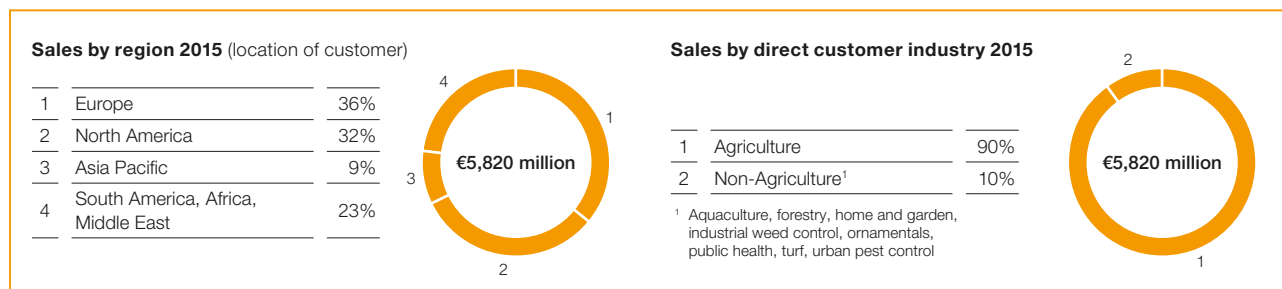 Sales by region 2015 (location of customer)
1 Europe 36%
2 North America 32%
3 Asia Pacific 9%
4 South America, Africa,
Middle East 23%
4
1
€5,820 million
3
2
Sales by direct customer industry 2015
1 Agriculture 90%
2 Non-Agriculture¹ 10%
¹ Aquaculture, forestry, home and garden,
industrial weed control, ornamentals,
public health, turf, urban pest control
2
€5,820 million
1